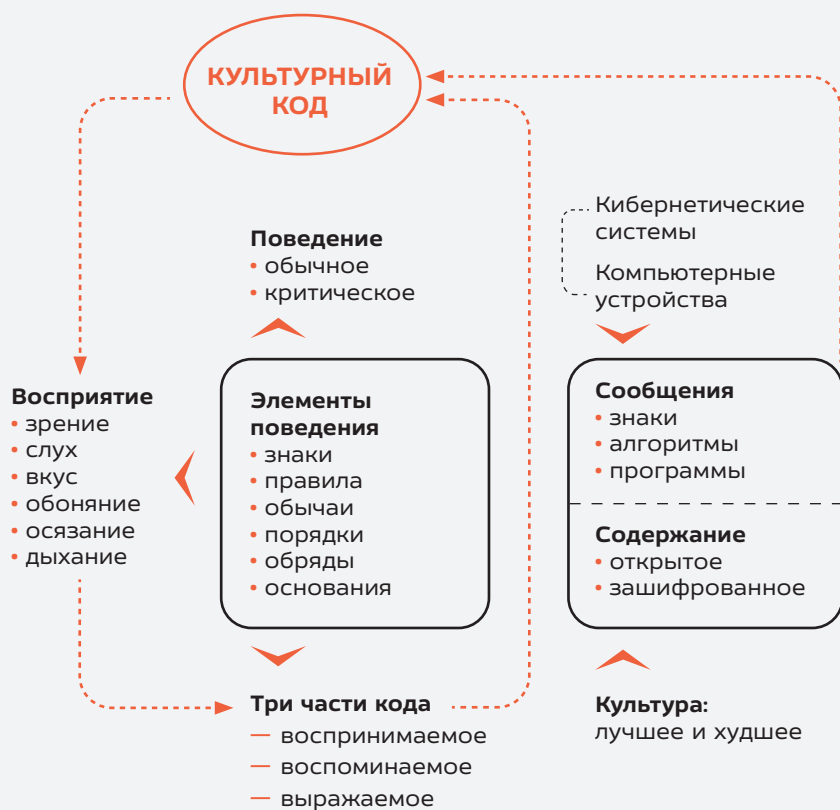 КУЛЬТУРНЫЙ
КОД
Поведение
• обычное
• критическое
Кибернетические
системы
Компьютерные
устройства
Восприятие
• зрение
• слух
• вкус
• обоняние
• осязание
• дыхание
Элементы
поведения
• знаки
• правила
• обычаи
• порядки
• обряды
• основания
Сообщения
• знаки
• алгоритмы
• программы
Содержание
• открытое
• зашифрованное
Три части кода
— воспринимаемое
— воспоминаемое
— выражаемое
Культура:
лучшее и худшее